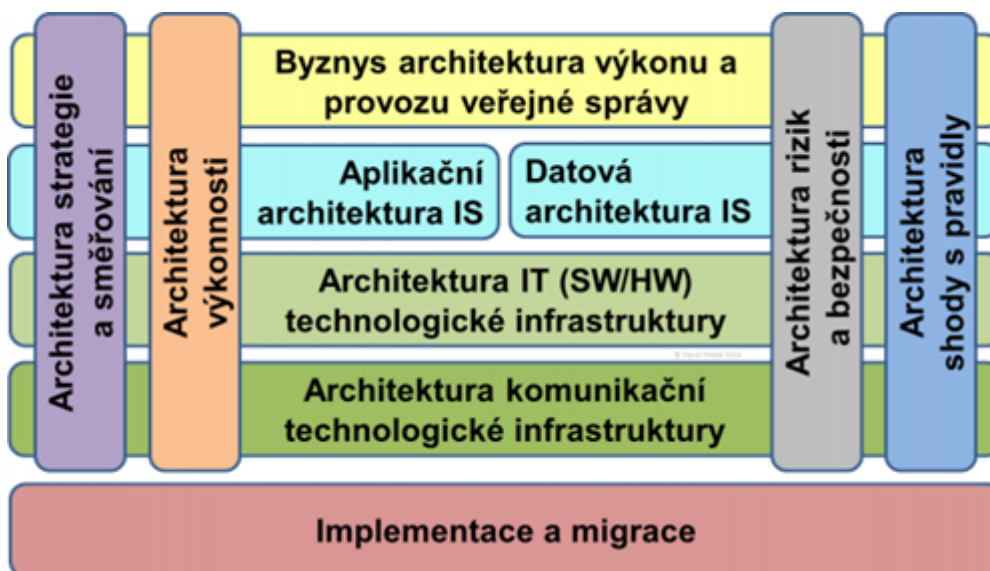 Byznys architektura výkonu a
provozu veřejné správy
Architektura strategie
a směřování
Architektura
výkonnosti
Aplikační
architektura IS
Datová
architektura IS
Architektura rizik
a bezpečnosti
Architektura
shody s pravidly
Architektura IT (SW/HW)
technologické infrastruktury
Architektura komunikační
technologické infrastruktury
Implementace a migrace